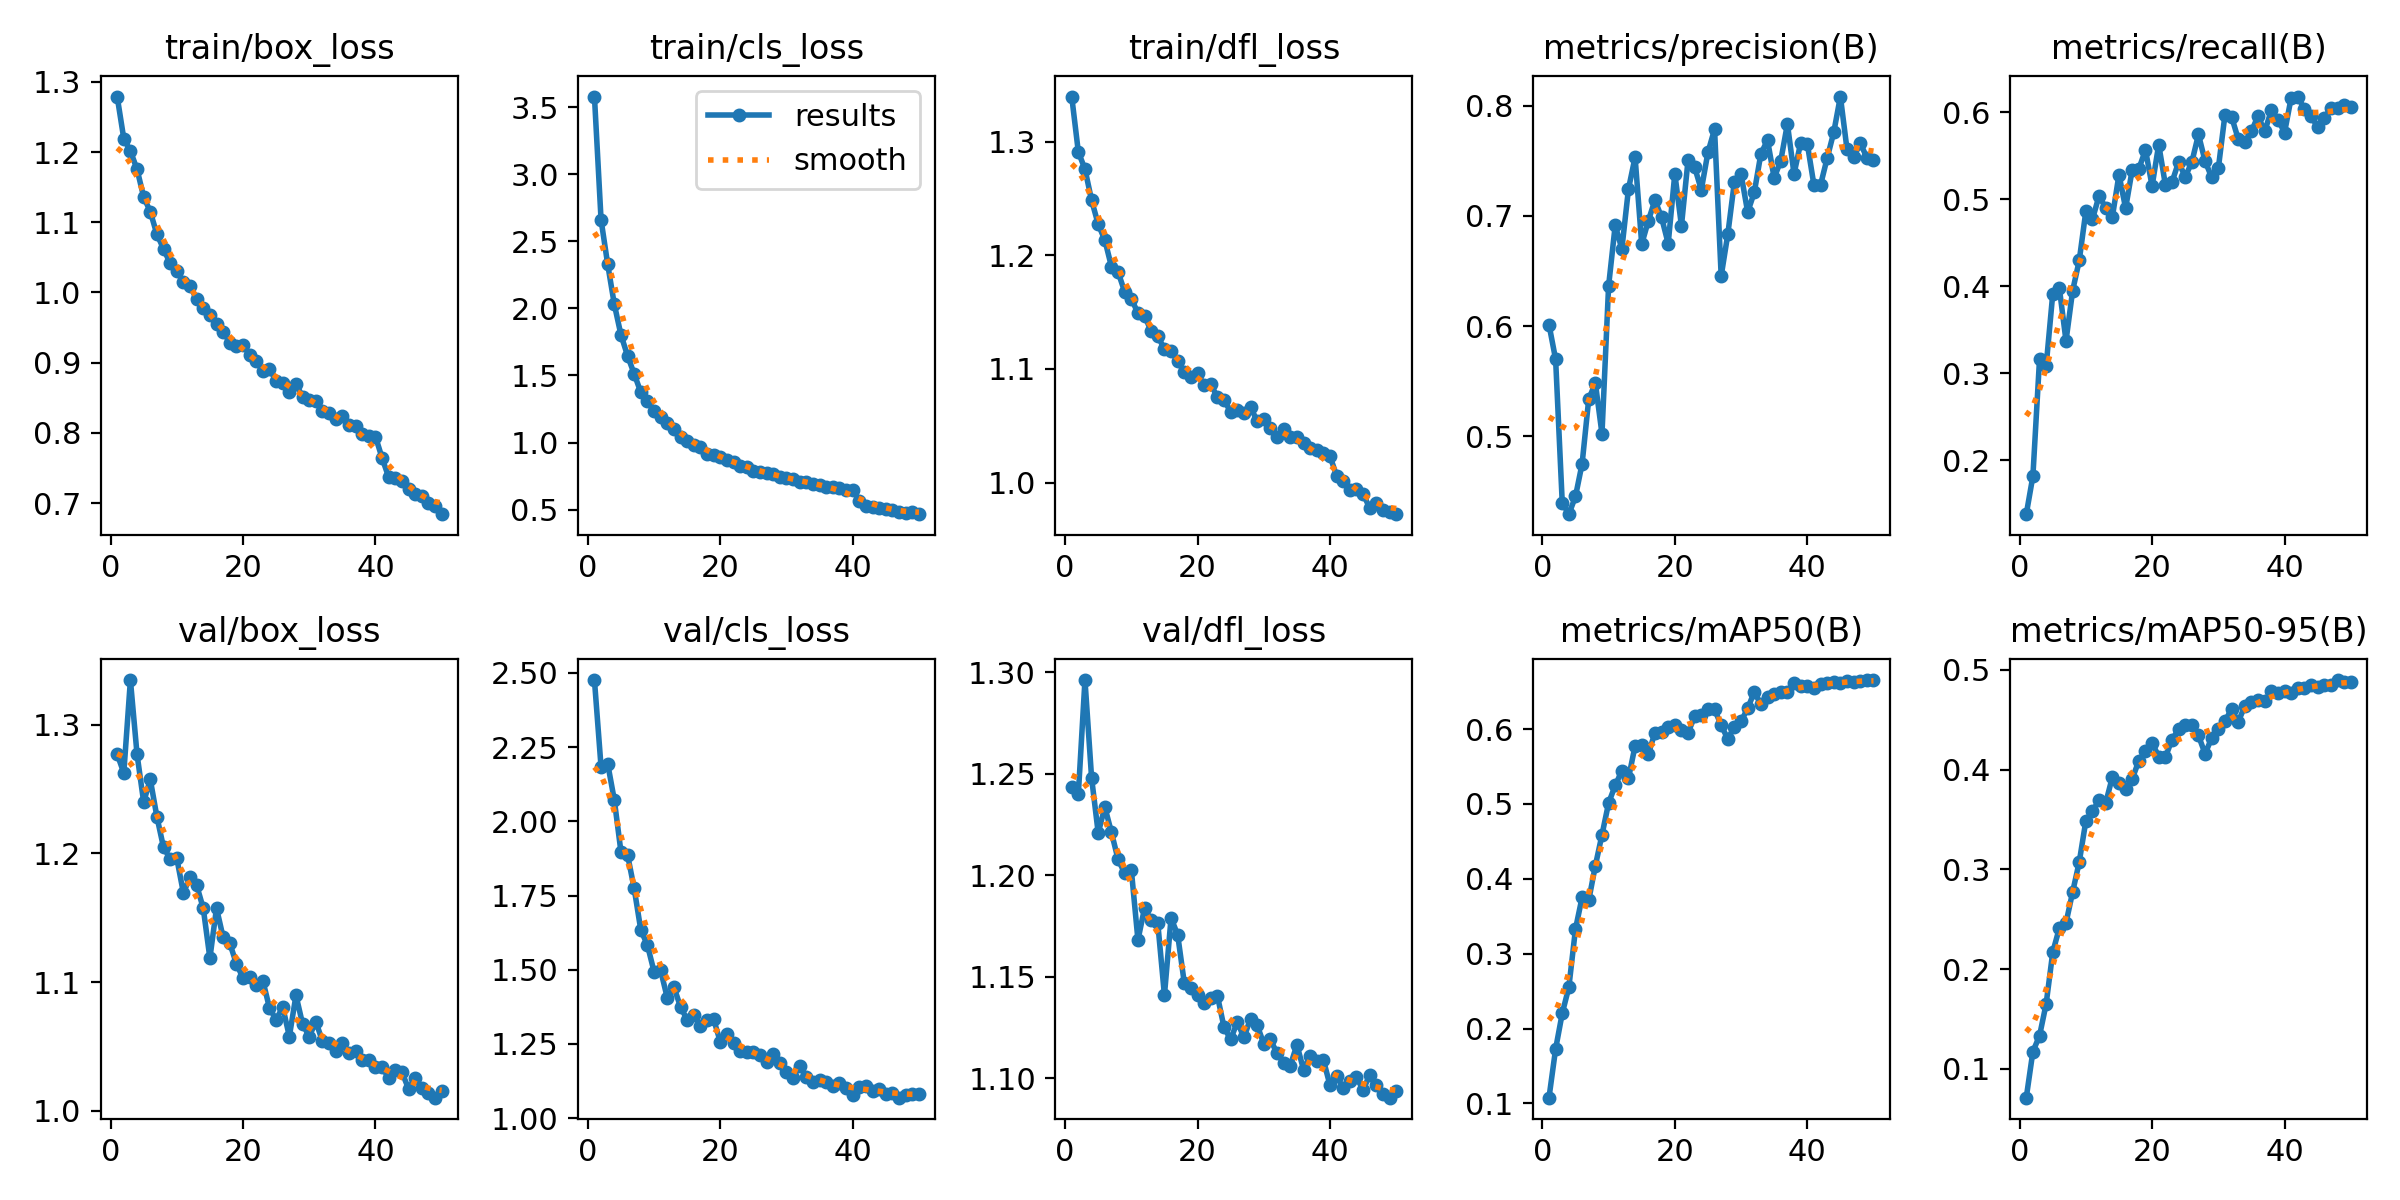 train/box_loss
train/cls_loss
train/dfl_loss
metrics/precision(B)
metrics/recall(B)
1.3
1.2
1.1
1.0
0.9
0.8
0.7
0 20 40
3.5
3.0
2.5
2.0
1.5
1.0
0.5
0 20 40
results
smooth
1.3
1.2
1.1
1.0
0 20 40
0.8
0.7
0.6
0.5
0 20 40
0.6
0.5
0.4
0.3
0.2
0 20 40
val/box_loss
val/cls_loss
val/dfl_loss
metrics/mAP50(B)
metrics/mAP50-95(B)
1.3
1.2
1.1
1.0
0 20 40
2.50
2.25
2.00
1.75
1.50
1.25
1.00
0 20 40
1.30
1.25
1.20
1.15
1.10
0 20 40
0.6
0.5
0.4
0.3
0.2
0.1
0 20 40
0.5
0.4
0.3
0.2
0.1
0 20 40